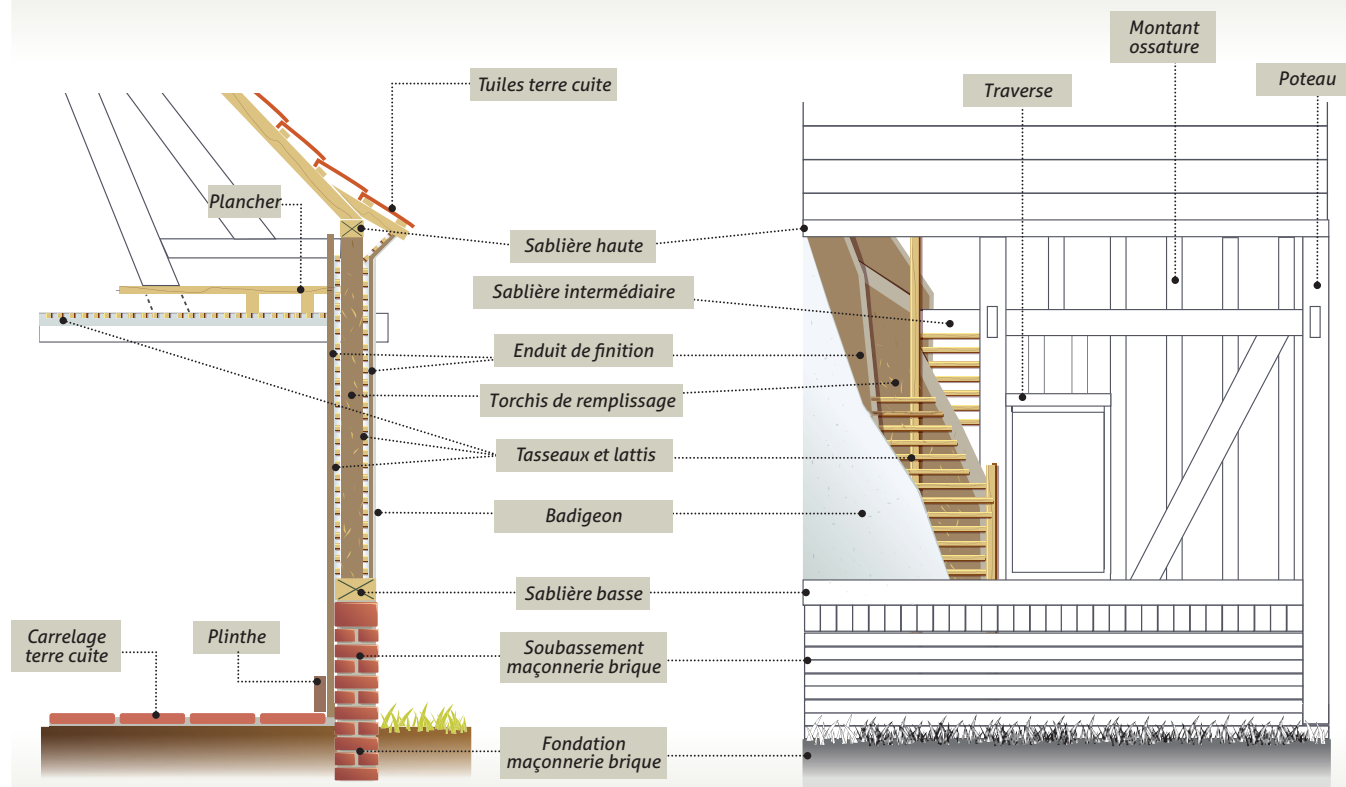 Montant
ossature
Tuiles terre cuite
Traverse
Poteau
Plancher
Sablière haute
Sablière intermédiaire
Enduit de finition
Torchis de remplissage
Tasseaux et lattis
Badigeon
Sablière basse
Carrelage
terre cuite
Plinthe
Soubassement
maçonnerie brique
Fondation
maçonnerie brique